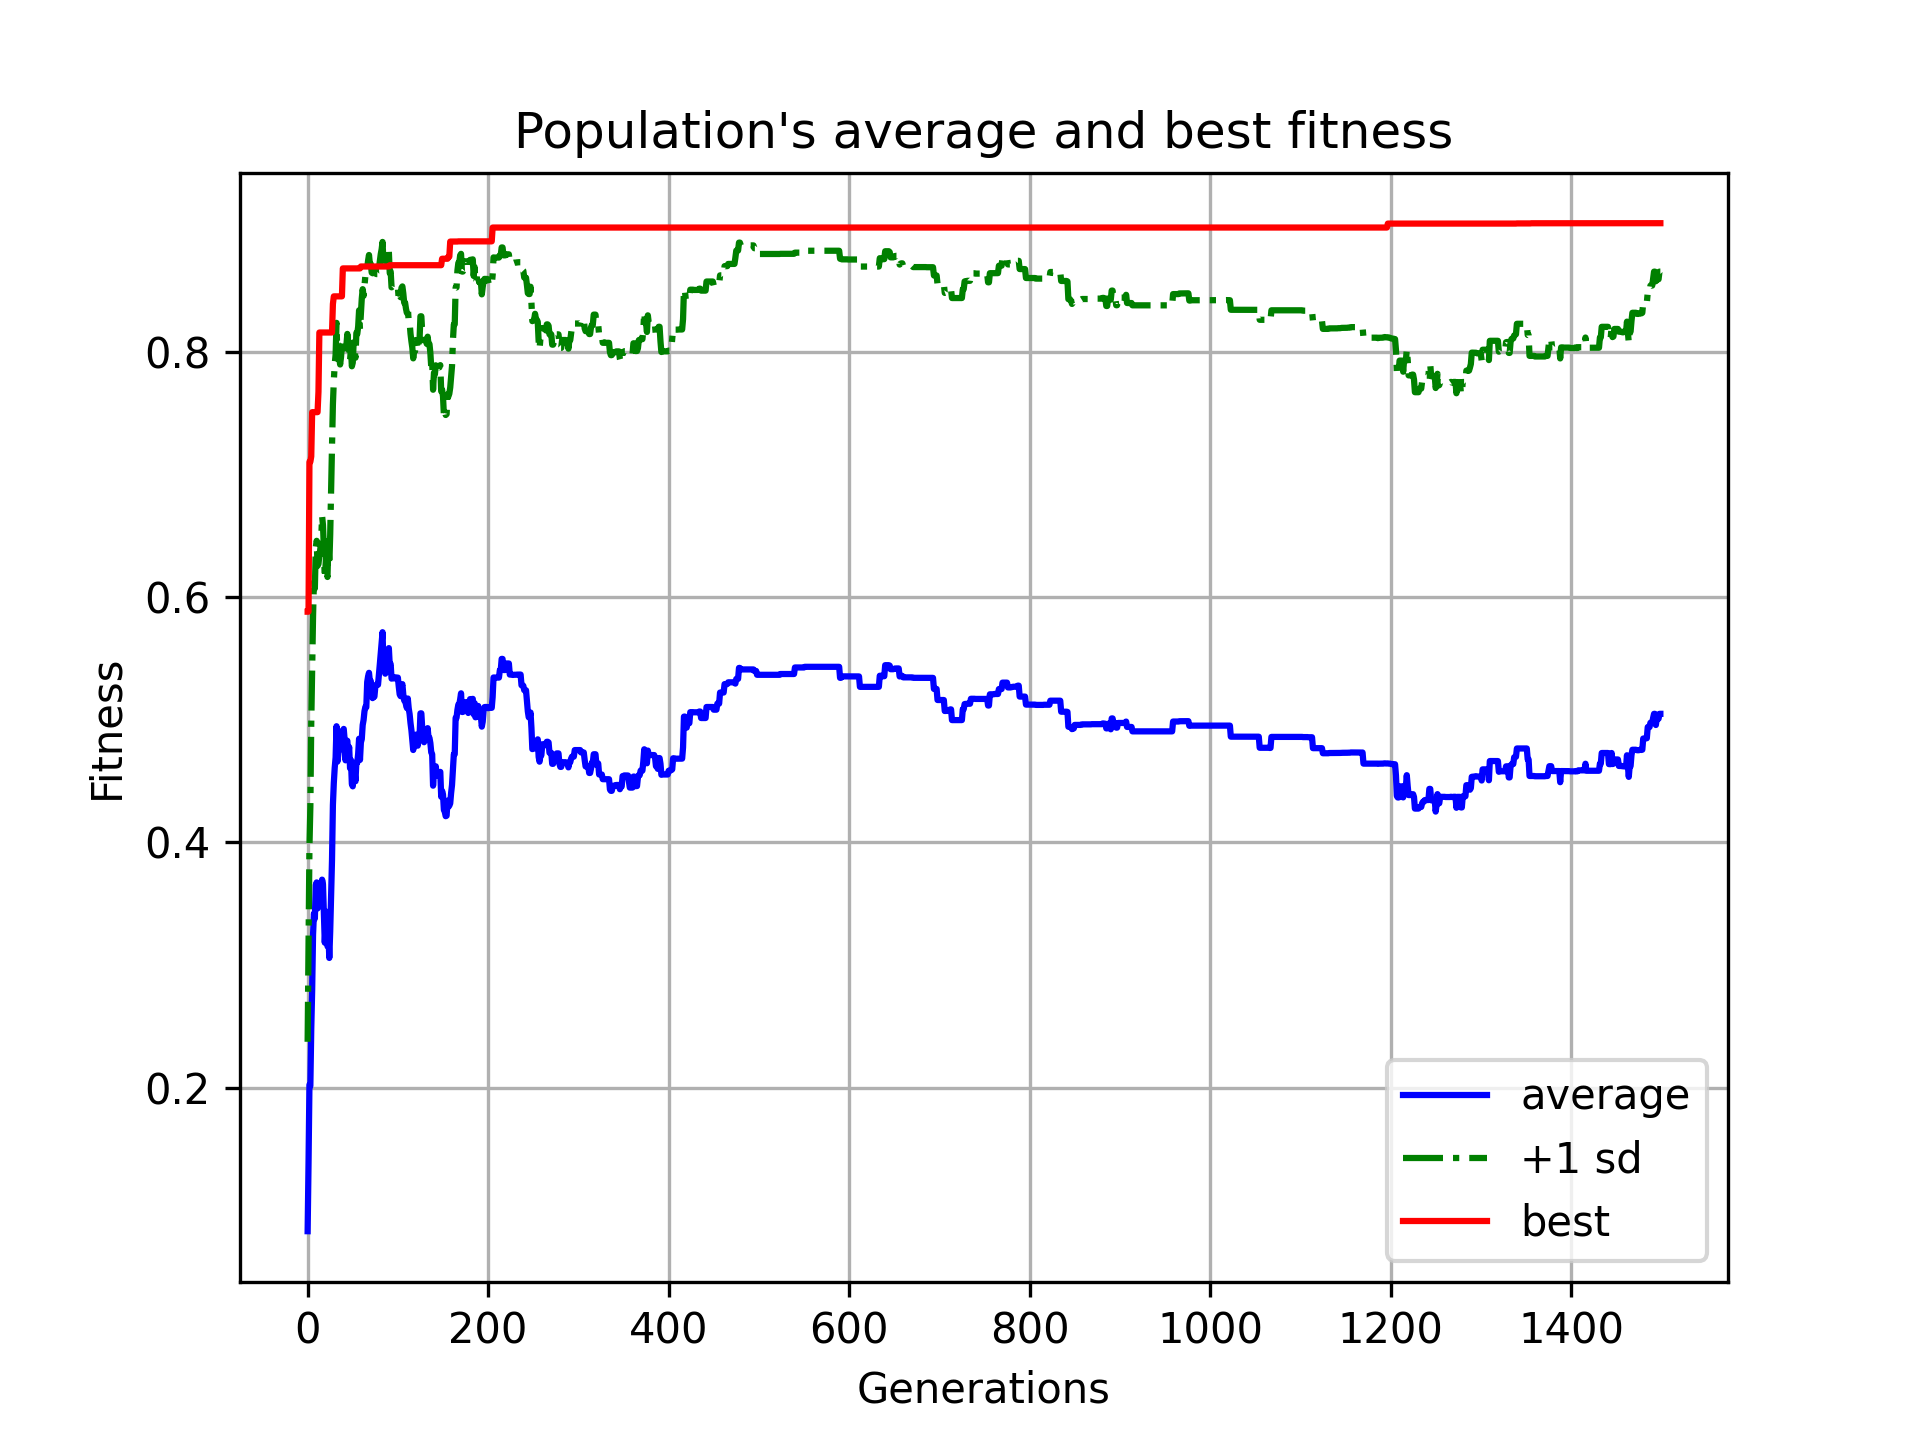 Population's average and best fitness
Fitness
0.8
0.6
0.4
0.2
0 200 400 600 800 1000 1200 1400
Generations
average
+1 sd
best